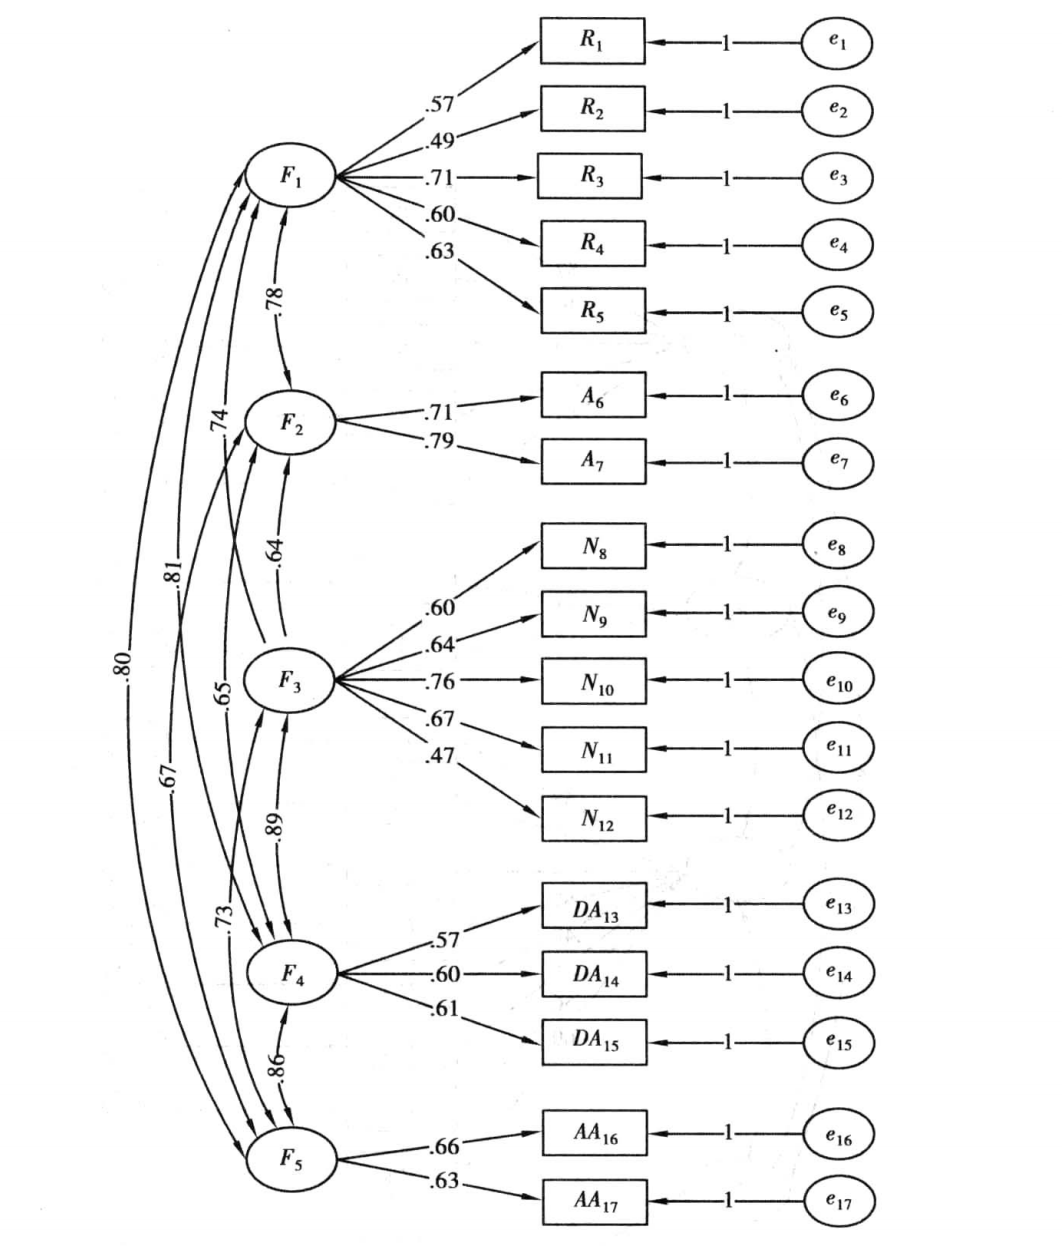 R1 1 e1
.57
R2 1 e2
.49
F1 .71 R3 1 e3
.60
R4 1 e4
.63
R5 1 e5
.78
A6 1 e6
.74 F2 .71
.79
A7 1 e7
N8 1 e8
.64
.81 .60
N9 1 e9
.64
.80 .65 F3 .76 N10 1 e10
.67
N11 1 e11
.47
.67
N12 1 e12
.89
DA13 1 e13
.73 .57
F4 .60 DA14 1 e14
.61
DA15 1 e15
.86
AA16 1 e16
.66
F5
.63
AA17 1 e17